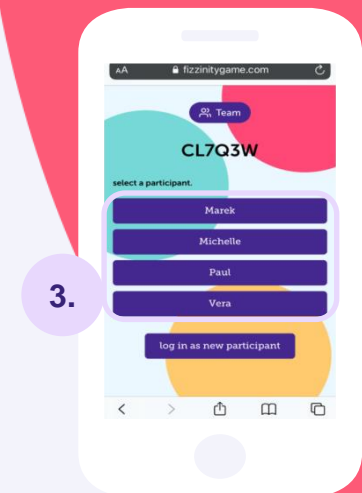 AA fizzinitygame.com
Team
CL7Q3W
select a participant.
Marek
Michelle
Paul
3.
Vera
log in as new participant